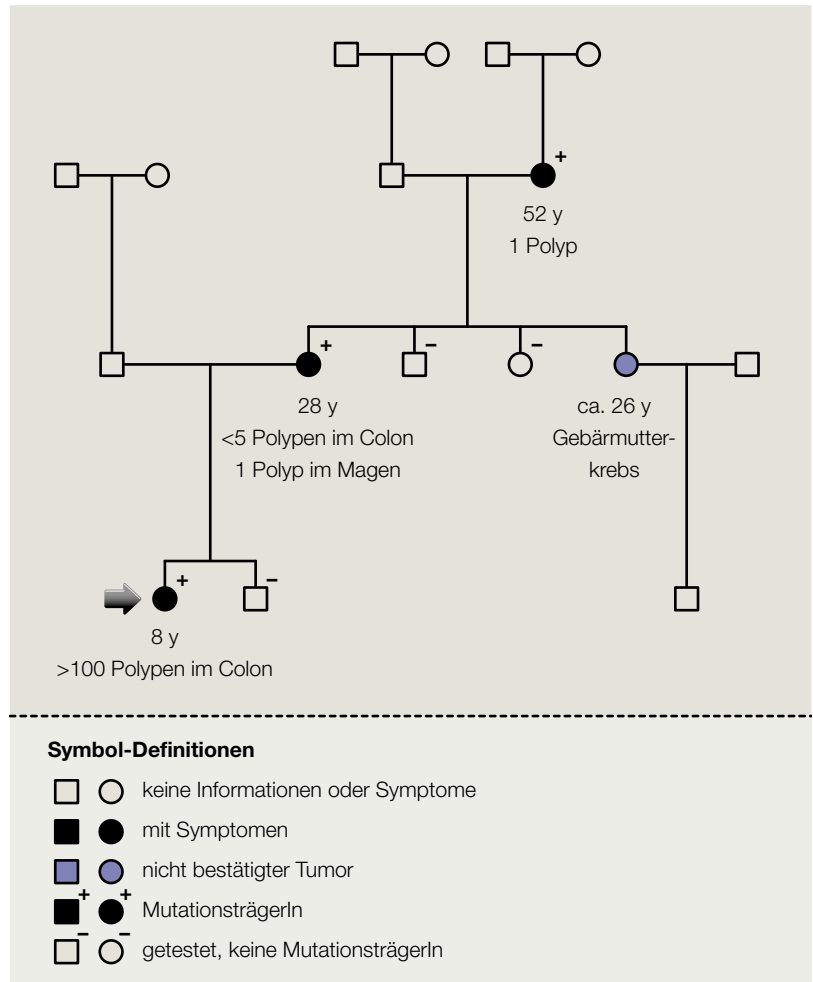 +
52 y
1 Polyp
+
–
–
28 y
<5 Polypen im Colon
1 Polyp im Magen
ca. 26 y
Gebärmutter-
krebs
+
–
8 y
>100 Polypen im Colon
Symbol-Definitionen
keine Informationen oder Symptome
mit Symptomen
nicht bestätigter Tumor
+ + MutationsträgerIn
– – getestet, keine MutationsträgerIn